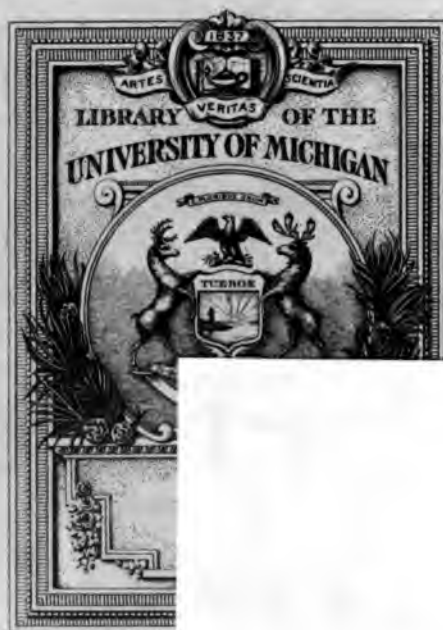 1837
ARTES
SCIENTIA
VERITAS
LIBRARY OF THE
UNIVERSITY OF MICHIGAN
TUEBOR